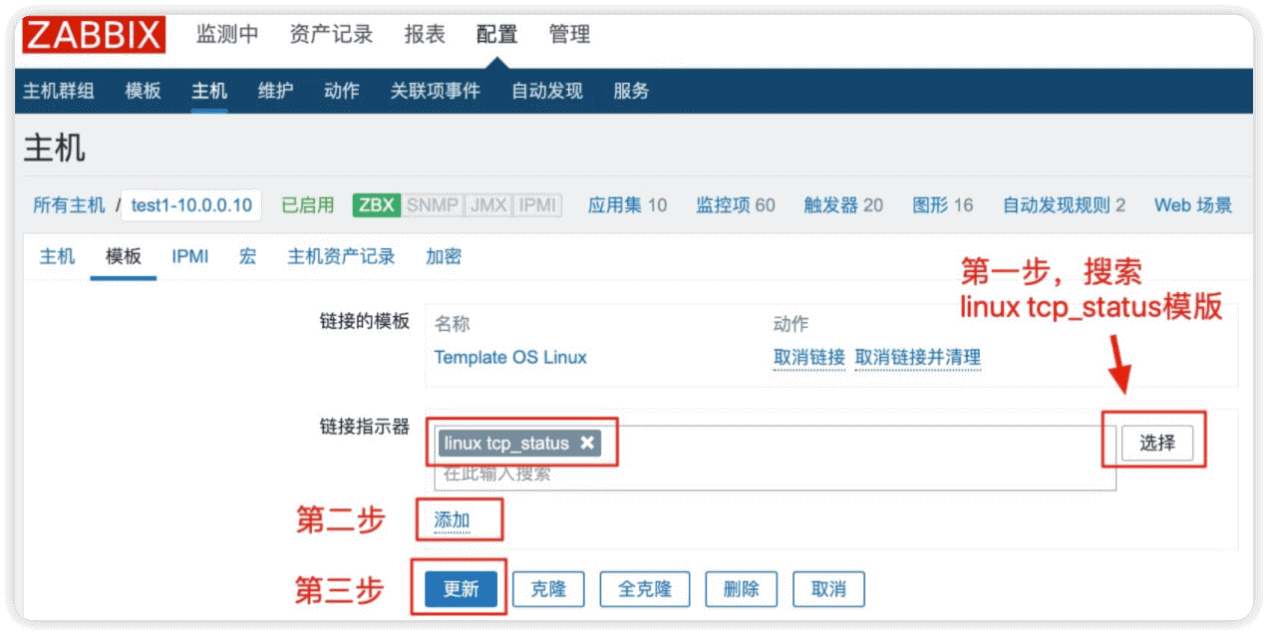 ZABBIX 监测中 资产记录 报表 配置 管理
主机群组 模板 主机 维护 动作 关联项事件 自动发现 服务
主机
所有主机 / test1-10.0.0.10 已启用 ZBX SNMP JMX IPMI 应用集 10 监控项 60 触发器 20 图形 16 自动发现规则 2 Web 场景
主机 模板 IPMI 宏 主机资产记录 加密
第一步，搜索
linux tcp_status模版
链接的模板 名称 动作
Template OS Linux 取消链接 取消链接并清理
链接指示器 linux tcp_status ✖ 选择
在此输入搜索
第二步 添加
第三步 更新 克隆 全克隆 删除 取消